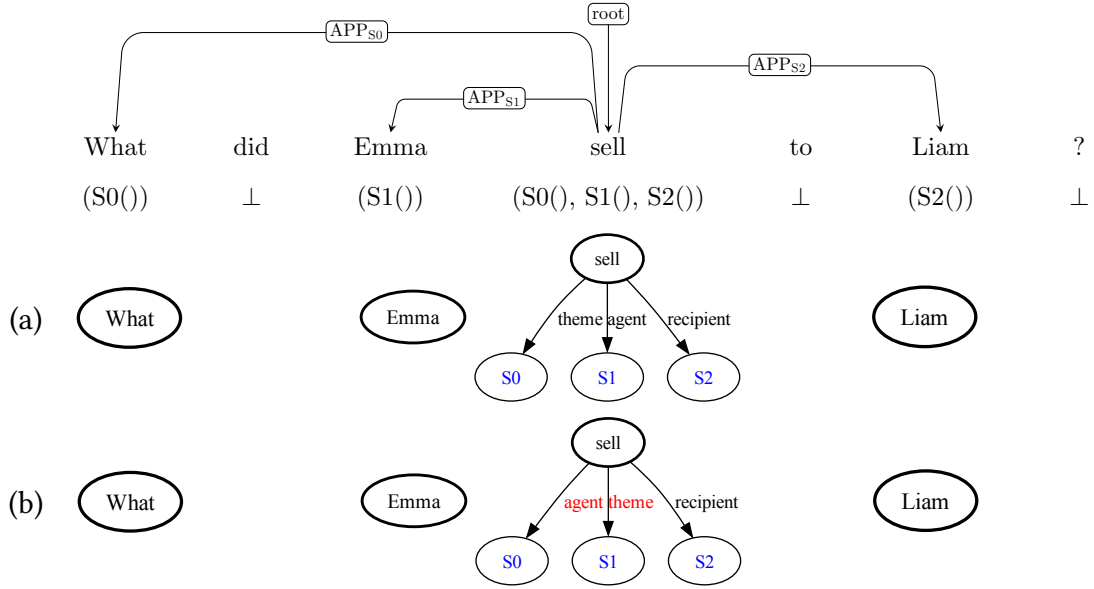 root
APP_S0
APP_S2
APP_S1
What did Emma sell to Liam ?
(S0()) ⊥ (S1()) (S0(), S1(), S2()) ⊥ (S2()) ⊥
sell
(a) What Emma theme agent recipient Liam
S0 S1 S2
sell
(b) What Emma agent theme recipient Liam
S0 S1 S2